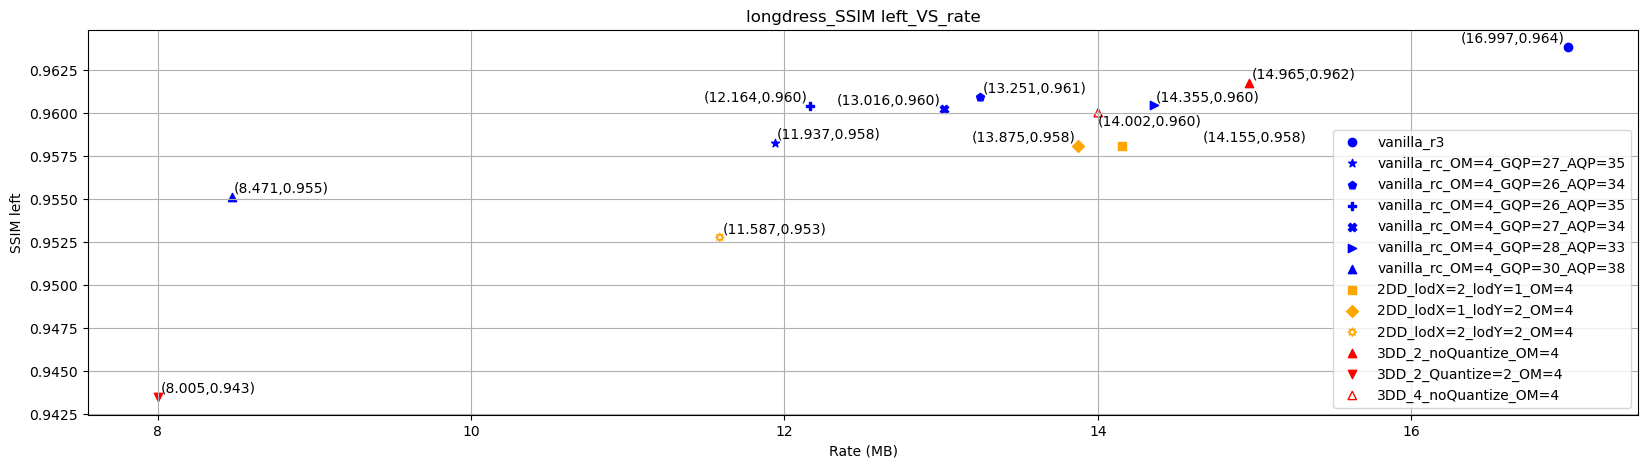 longdress_SSIM left_VS_rate
SSIM left
0.9625
0.9600
0.9575
0.9550
0.9525
0.9500
0.9475
0.9450
0.9425
(16.997,0.964)
(14.965,0.962)
(13.251,0.961)
(12.164,0.960)
(13.016,0.960)
(14.355,0.960)
(14.002,0.960)
(11.937,0.958)
(13.875,0.958)
(14.155,0.958)
(8.471,0.955)
(11.587,0.953)
(8.005,0.943)
vanilla_r3
vanilla_rc_OM=4_GQP=27_AQP=35
vanilla_rc_OM=4_GQP=26_AQP=34
vanilla_rc_OM=4_GQP=26_AQP=35
vanilla_rc_OM=4_GQP=27_AQP=34
vanilla_rc_OM=4_GQP=28_AQP=33
vanilla_rc_OM=4_GQP=30_AQP=38
2DD_lodX=2_lodY=1_OM=4
2DD_lodX=1_lodY=2_OM=4
2DD_lodX=2_lodY=2_OM=4
3DD_2_noQuantize_OM=4
3DD_2_Quantize=2_OM=4
3DD_4_noQuantize_OM=4
8
10
12
14
16
Rate (MB)